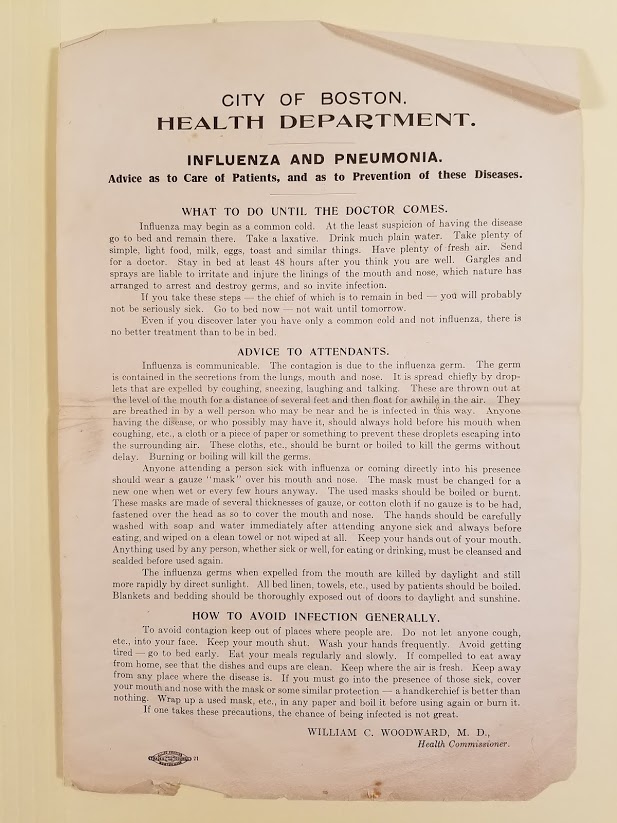 CITY OF BOSTON.
HEALTH DEPARTMENT.
INFLUENZA AND PNEUMONIA.
Advice as to Care of Patients, and as to Prevention of these Diseases.
WHAT TO DO UNTIL THE DOCTOR COMES.
Influenza may begin as a common cold. At the least suspicion of having the disease
go to bed and remain there. Take a laxative. Drink much plain water. Take plenty of
simple, light food, milk, eggs, toast and similar things. Have plenty of fresh air. Send
for a doctor. Stay in bed at least 48 hours after you think you are well. Gargles and
sprays are liable to irritate and injure the linings of the mouth and nose, which nature has
arranged to arrest and destroy germs, and so invite infection.
If you take these steps — the chief of which is to remain in bed — you will probably
not be seriously sick. Go to bed now — not wait until tomorrow.
Even if you discover later you have only a common cold and not influenza, there is
no better treatment than to be in bed.
ADVICE TO ATTENDANTS.
Influenza is communicable. The contagion is due to the influenza germ. The germ
is contained in the secretions from the lungs, mouth and nose. It is spread chiefly by drop-
lets that are expelled by coughing, sneezing, laughing and talking. These are thrown out at
the level of the mouth for a distance of several feet and then float for awhile in the air. They
are breathed in by a well person who may be near and he is infected in this way. Anyone
having the disease, or who possibly may have it, should always hold before his mouth when
coughing, etc., a cloth or a piece of paper or something to prevent these droplets escaping into
the surrounding air. These cloths, etc., should be burnt or boiled to kill the germs without
delay. Burning or boiling will kill the germs.
Anyone attending a person sick with influenza or coming directly into his presence
should wear a gauze "mask" over his mouth and nose. The mask must be changed for a
new one when wet or every few hours anyway. The used masks should be boiled or burnt.
These masks are made of several thicknesses of gauze, or cotton cloth if no gauze is to be had,
fastened over the head as so to cover the mouth and nose. The hands should be carefully
washed with soap and water immediately after attending anyone sick and always before
eating, and wiped on a clean towel or not wiped at all. Keep your hands out of your mouth.
Anything used by any person, whether sick or well, for eating or drinking, must be cleansed and
scalded before used again.
The influenza germs when expelled from the mouth are killed by daylight and still
more rapidly by direct sunlight. All bed linen, towels, etc., used by patients should be boiled.
Blankets and bedding should be thoroughly exposed out of doors to daylight and sunshine.
HOW TO AVOID INFECTION GENERALLY.
To avoid contagion keep out of places where people are. Do not let anyone cough,
etc., into your face. Keep your mouth shut. Wash your hands frequently. Avoid getting
tired — go to bed early. Eat your meals regularly and slowly. If compelled to eat away
from home, see that the dishes and cups are clean. Keep where the air is fresh. Keep away
from any place where the disease is. If you must go into the presence of those sick, cover
your mouth and nose with the mask or some similar protection — a handkerchief is better than
nothing. Wrap up a used mask, etc., in any paper and boil it before using again or burn it.
If one takes these precautions, the chance of being infected is not great.
WILLIAM C. WOODWARD, M. D.,
Health Commissioner.